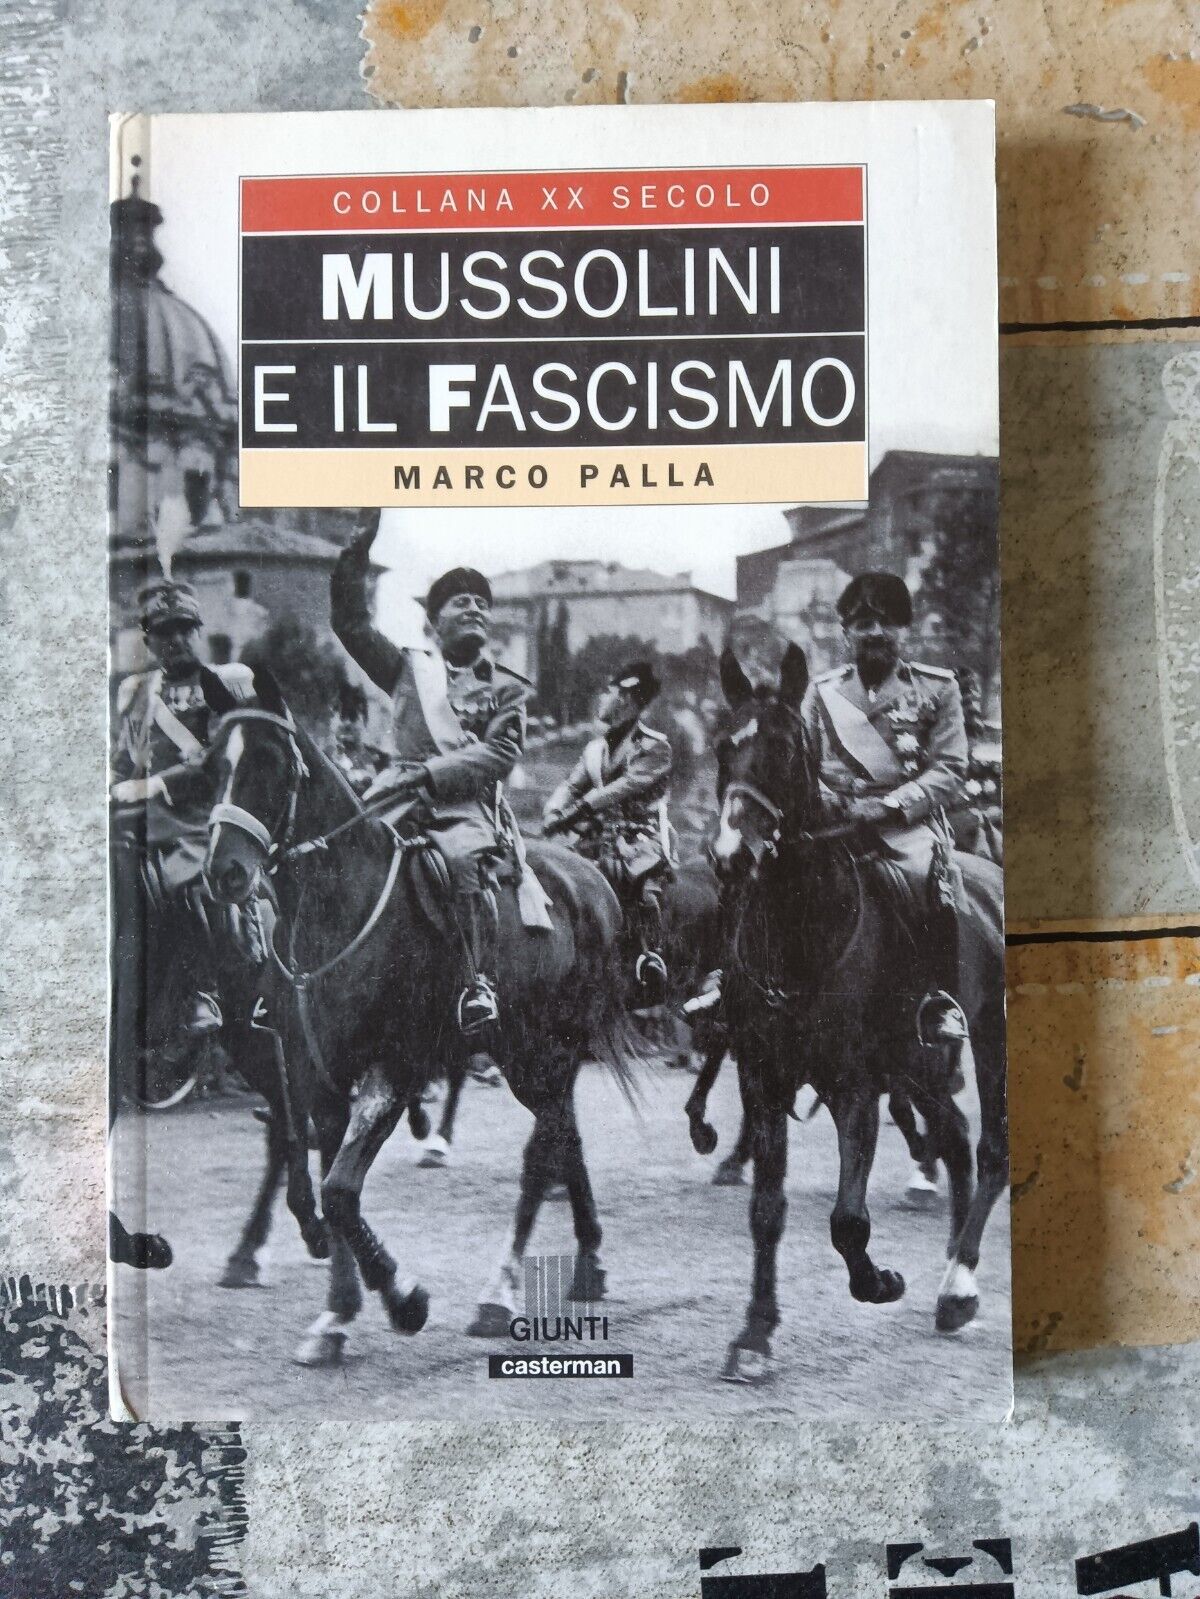 COLLANA XX SECOLO
MUSSOLINI
E IL FASCISMO
MARCO PALLA
GIUNTI
casterman